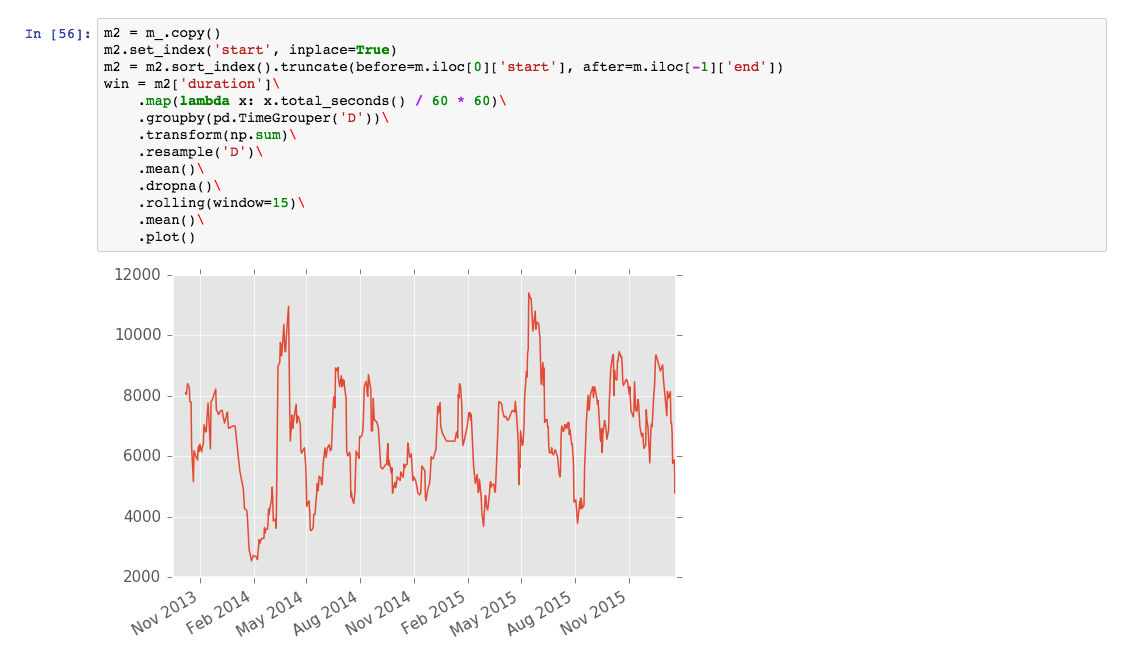 In [56]:
m2 = m_.copy()
m2.set_index('start', inplace=True)
m2 = m2.sort_index().truncate(before=m.iloc[0]['start'], after=m.iloc[-1]['end'])
win = m2['duration']\
    .map(lambda x: x.total_seconds() / 60 * 60)\
    .groupby(pd.TimeGrouper('D'))\
    .transform(np.sum)\
    .resample('D')\
    .mean()\
    .dropna()\
    .rolling(window=15)\
    .mean()\
    .plot()
12000
10000
8000
6000
4000
2000
Nov 2013
Feb 2014
May 2014
Aug 2014
Nov 2014
Feb 2015
May 2015
Aug 2015
Nov 2015